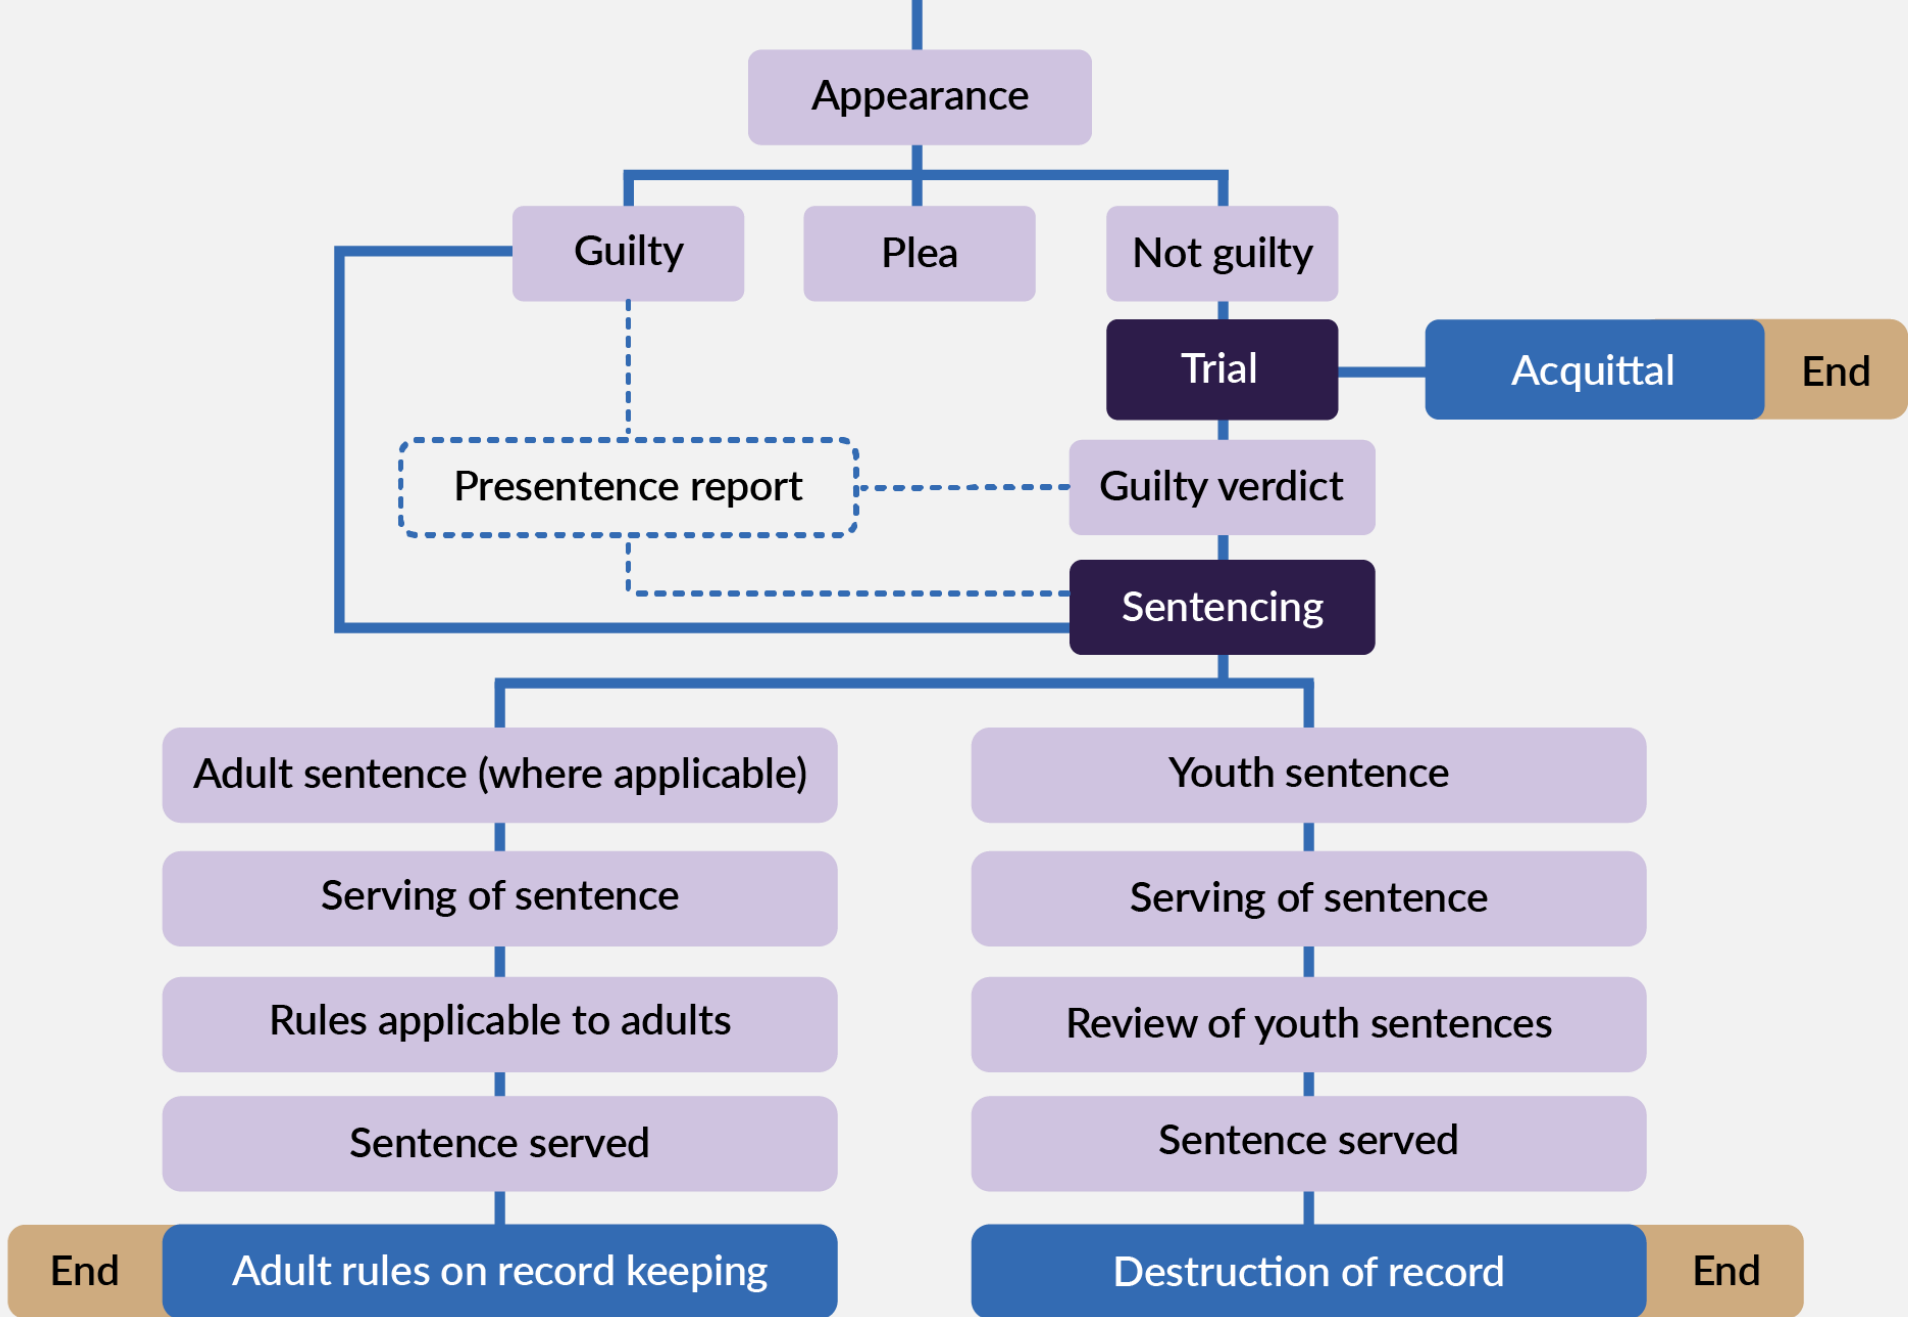 Appearance
Guilty
Plea
Not guilty
Trial
Acquittal
End
Presentence report
Guilty verdict
Sentencing
Adult sentence (where applicable)
Youth sentence
Serving of sentence
Serving of sentence
Rules applicable to adults
Review of youth sentences
Sentence served
Sentence served
End
Adult rules on record keeping
Destruction of record
End